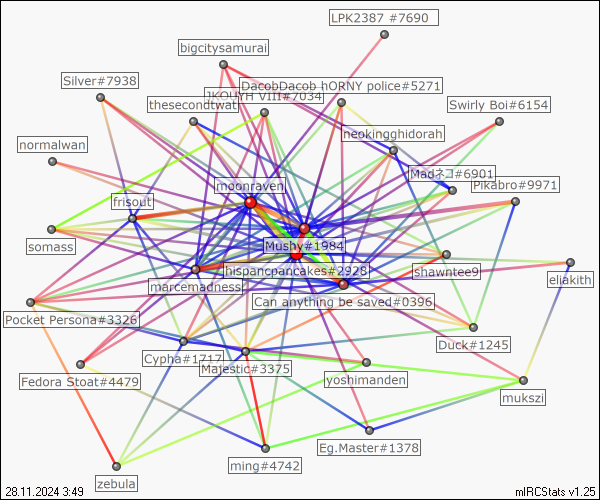 LPK2387 #7690
bigcitysamurai
Silver#7938
DacobDacob hORNY police#5271
JKOUYH VIII#7034
thesecondtwat
Swirly Boi#6154
neokingghidorah
normalwan
Madネコ#6901
moonraven
Pikabro#9971
frisout
somass
Mushy#1984
hispancpancakes#2928
shawntee9
marcemadness
eliakith
Can anything be saved#0396
Pocket Persona#3326
Duck#1245
Cypha#1717
Majestic#3375
Fedora Stoat#4479
yoshimanden
mukszi
Eg.Master#1378
ming#4742
zebula
28.11.2024 3:49
mIRCStats v1.25